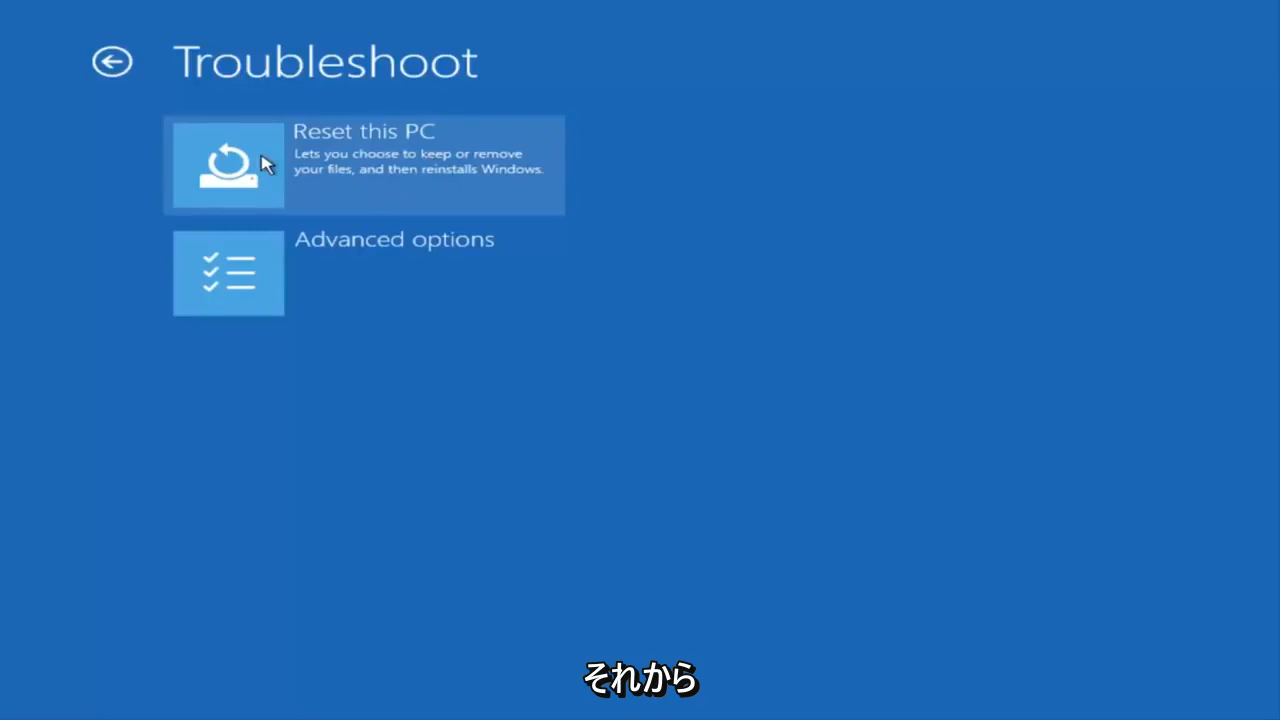 Troubleshoot
Reset this PC
Lets you choose to keep or remove
your files, and then reinstalls Windows.
Advanced options
それから